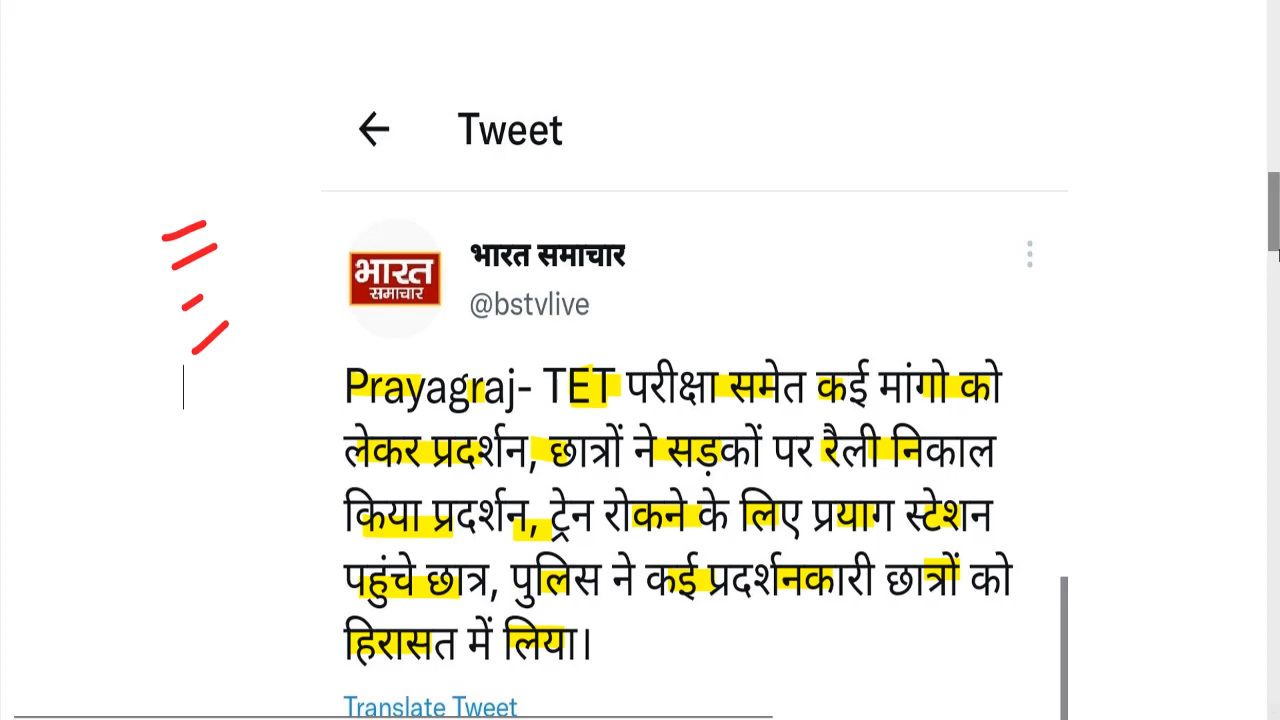 Tweet
भारत समाचार
भारत
समाचार
@bstvlive
Prayagraj- TET परीक्षा समेत कई मांगो को
लेकर प्रदर्शन, छात्रों ने सड़कों पर रैली निकाल
किया प्रदर्शन, ट्रेन रोकने के लिए प्रयाग स्टेशन
पहुंचे छात्र, पुलिस ने कई प्रदर्शनकारी छात्रों को
हिरासत में लिया।
Translate Tweet